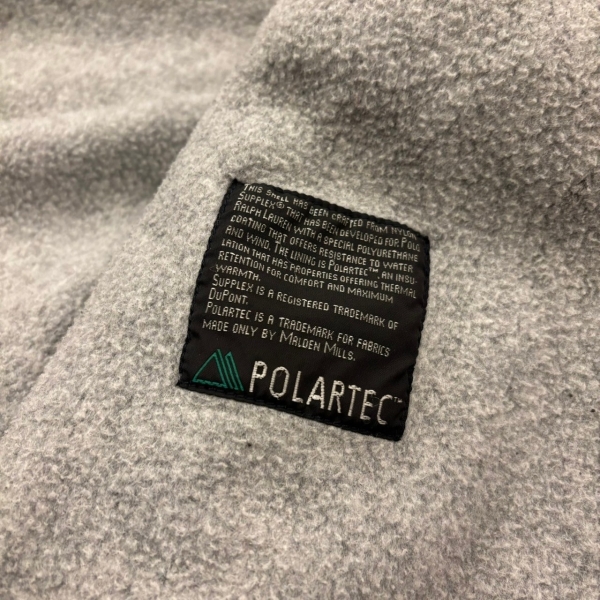 THIS SHELL HAS BEEN CRAFTED FROM NYLON
SUPPLEX® THAT HAS BEEN DEVELOPED FOR POLO
RALPH LAUREN WITH A SPECIAL POLYURETHANE
COATING THAT OFFERS RESISTANCE TO WATER
AND WIND. THE LINING IS POLARTEC™, AN INSU-
LATION THAT HAS PROPERTIES OFFERING THERMAL
RETENTION FOR COMFORT AND MAXIMUM
WARMTH.
SUPPLEX IS A REGISTERED TRADEMARK OF
DUPONT.
POLARTEC IS A TRADEMARK FOR FABRICS
MADE ONLY BY MALDEN MILLS.
POLARTEC™